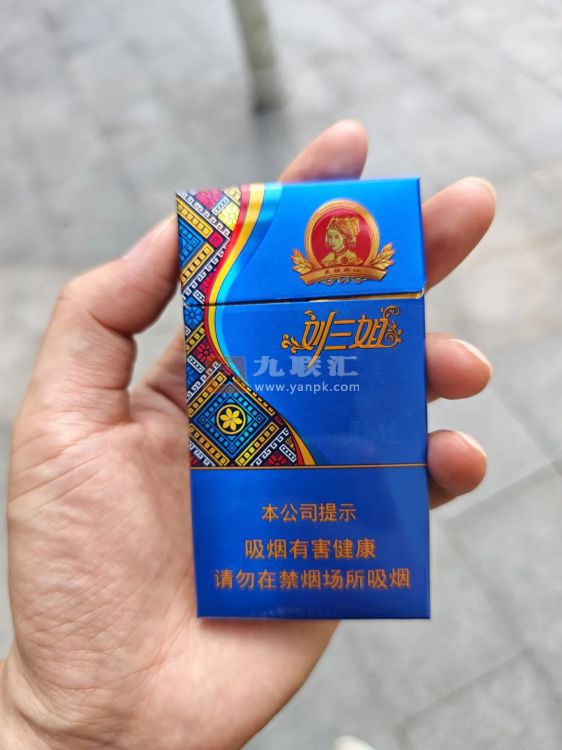 刘三姐
九联汇
www.yanpk.com
本公司提示
吸烟有害健康
请勿在禁烟场所吸烟